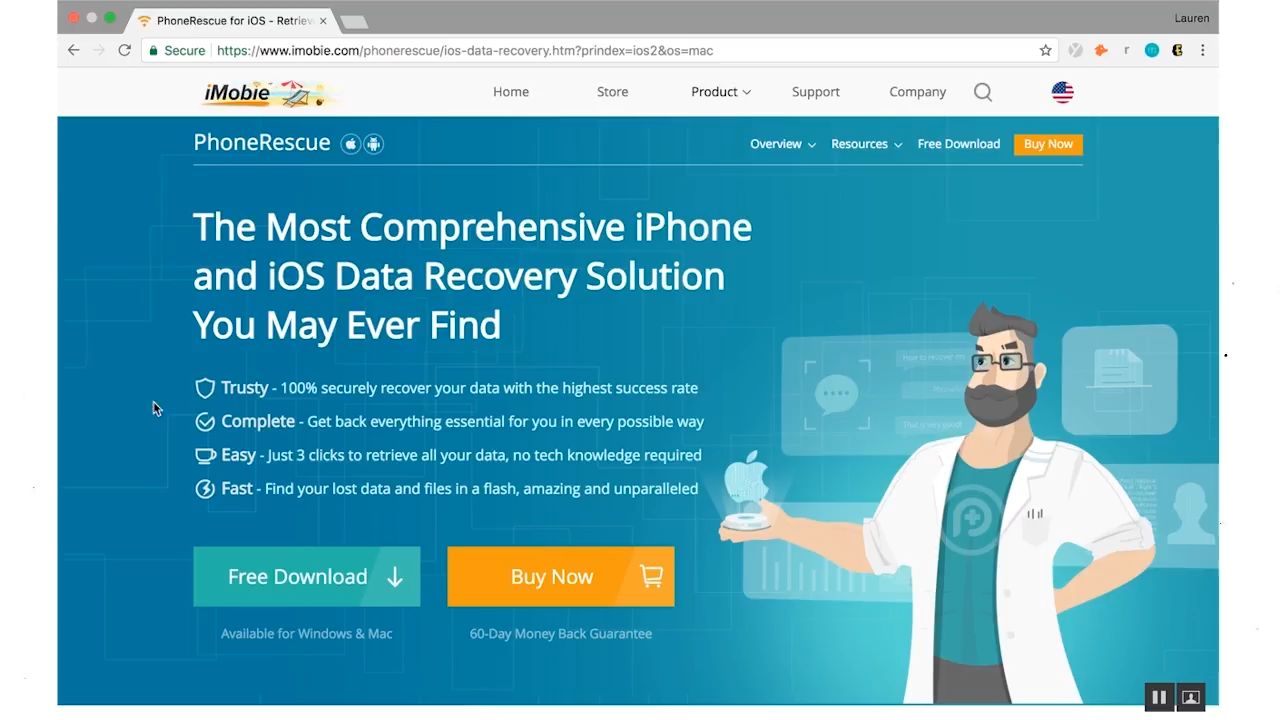 PhoneRescue for iOS - Retriev
Lauren
Secure
https://www.imobie.com/phonerescue/ios-data-recovery.htm?prindex=ios2&os=mac
iMobie
Home
Store
Product
Support
Company
PhoneRescue
Overview
Resources
Free Download
Buy Now
The Most Comprehensive iPhone
and iOS Data Recovery Solution
You May Ever Find
Trusty - 100% securely recover your data with the highest success rate
Complete - Get back everything essential for you in every possible way
Easy - Just 3 clicks to retrieve all your data, no tech knowledge required
Fast - Find your lost data and files in a flash, amazing and unparalleled
Free Download
Buy Now
Available for Windows & Mac
60-Day Money Back Guarantee